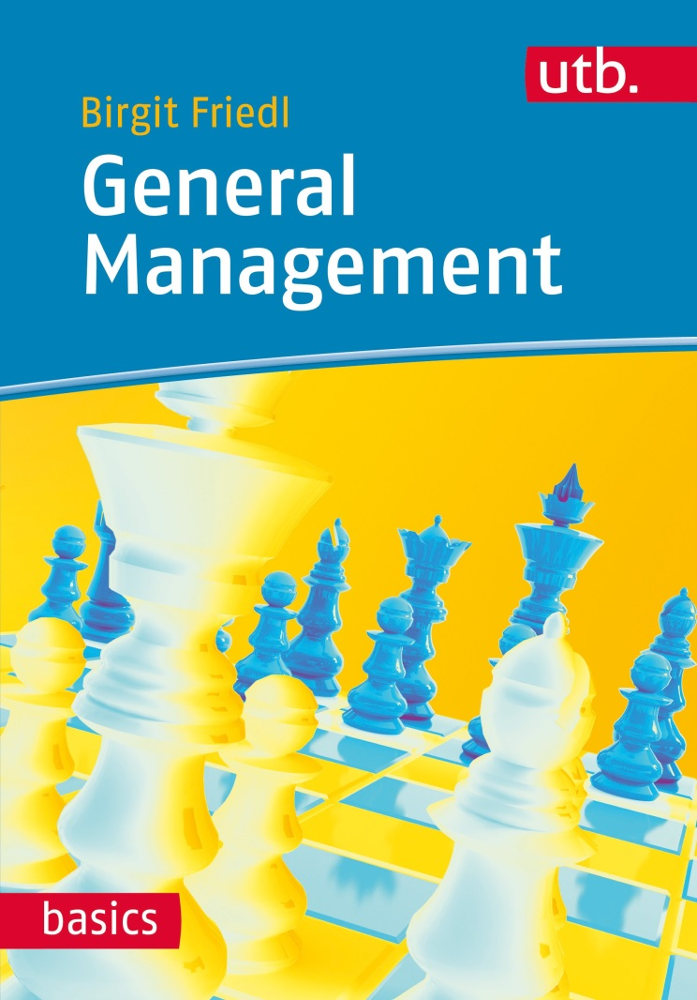 utb.
Birgit Friedl
General
Management
basics